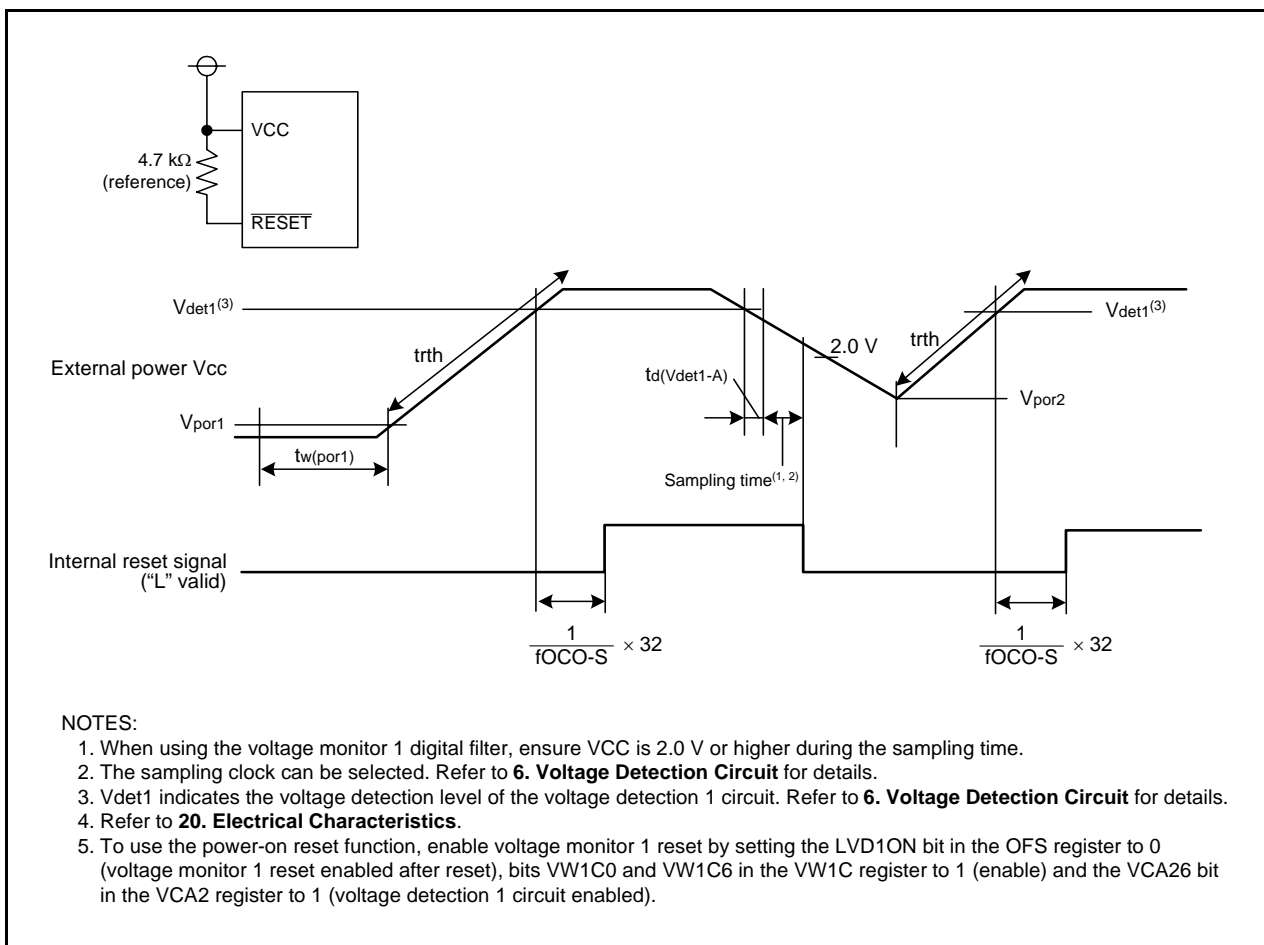 VCC
4.7 kΩ
(reference)
RESET
Vdet1(3)
Vdet1(3)
trth
2.0 V
trth
External power Vcc
td(Vdet1-A)
Vpor1
Vpor2
tw(por1)
Sampling time(1, 2)
Internal reset signal
(“L” valid)
1
fOCO-S
× 32
1
fOCO-S
× 32
NOTES:
1. When using the voltage monitor 1 digital filter, ensure VCC is 2.0 V or higher during the sampling time.
2. The sampling clock can be selected. Refer to 6. Voltage Detection Circuit for details.
3. Vdet1 indicates the voltage detection level of the voltage detection 1 circuit. Refer to 6. Voltage Detection Circuit for details.
4. Refer to 20. Electrical Characteristics.
5. To use the power-on reset function, enable voltage monitor 1 reset by setting the LVD1ON bit in the OFS register to 0
(voltage monitor 1 reset enabled after reset), bits VW1C0 and VW1C6 in the VW1C register to 1 (enable) and the VCA26 bit
in the VCA2 register to 1 (voltage detection 1 circuit enabled).